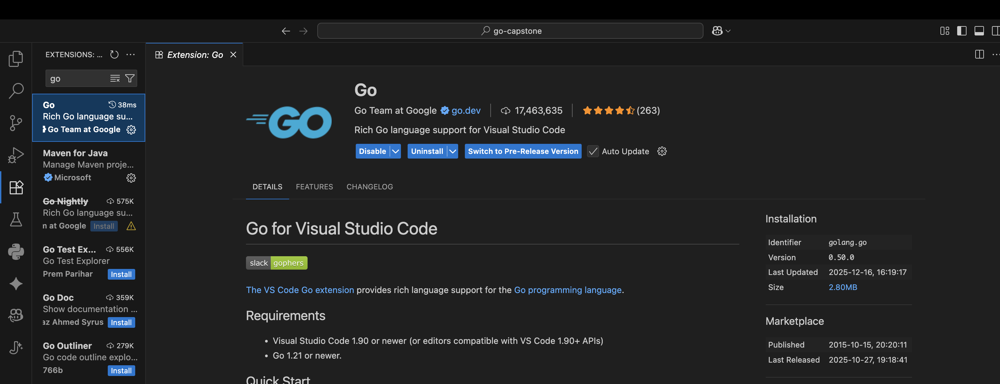 go-capstone
EXTENSIONS: ...
go
Go 38ms
Rich Go language su...
Go Team at Google
Maven for Java
Manage Maven proje...
Microsoft
Go Nightly 575K
Rich Go language su...
at Google Install
Go Test Ex... 556K
Go Test Explorer
Prem Parihar Install
Go Doc 359K
Show documentation ...
az Ahmed Syrus Install
Go Outliner 279K
Go code outline explo...
766b Install
Extension: Go
GO
Go
Go Team at Google go.dev 17,463,635 (263)
Rich Go language support for Visual Studio Code
Disable Uninstall Switch to Pre-Release Version Auto Update
DETAILS FEATURES CHANGELOG
Go for Visual Studio Code
slack gophers
The VS Code Go extension provides rich language support for the Go programming language.
Requirements
• Visual Studio Code 1.90 or newer (or editors compatible with VS Code 1.90+ APIs)
• Go 1.21 or newer.
Quick Start
Installation
Identifier golang.go
Version 0.50.0
Last Updated 2025-12-16, 16:19:17
Size 2.80MB
Marketplace
Published 2015-10-15, 20:20:11
Last Released 2025-10-27, 19:18:41